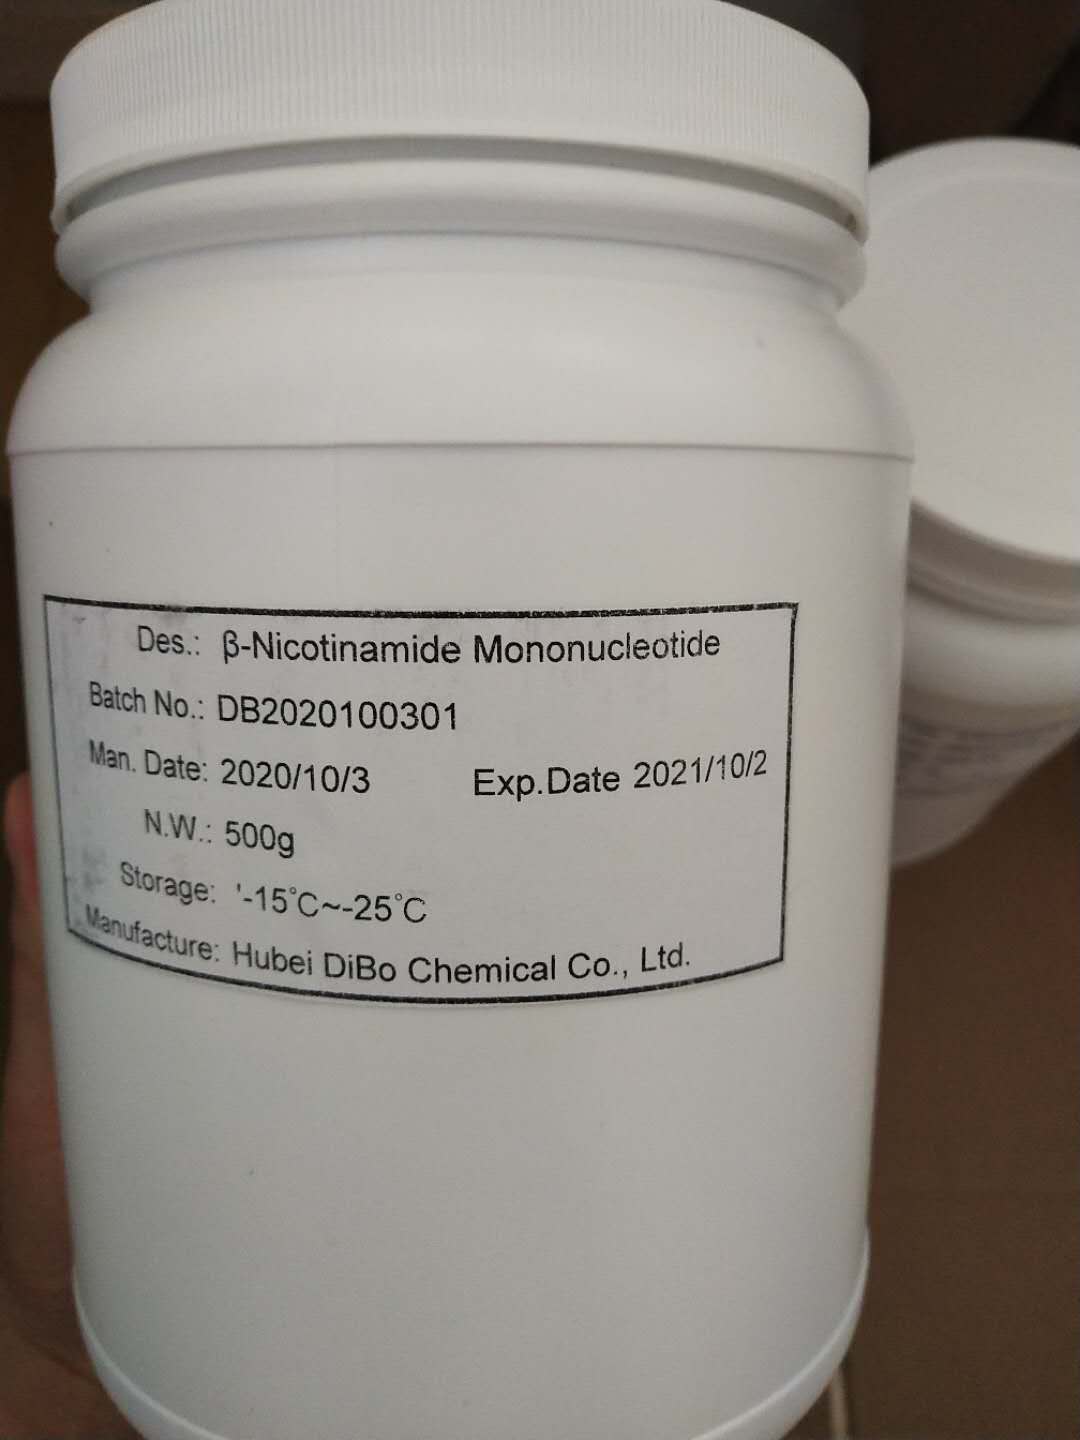 Des.: β-Nicotinamide Mononucleotide
Batch No.: DB2020100301
Man. Date: 2020/10/3 Exp.Date 2021/10/2
N.W.: 500g
Storage: '-15°C~-25°C
Manufacture: Hubei DiBo Chemical Co., Ltd.